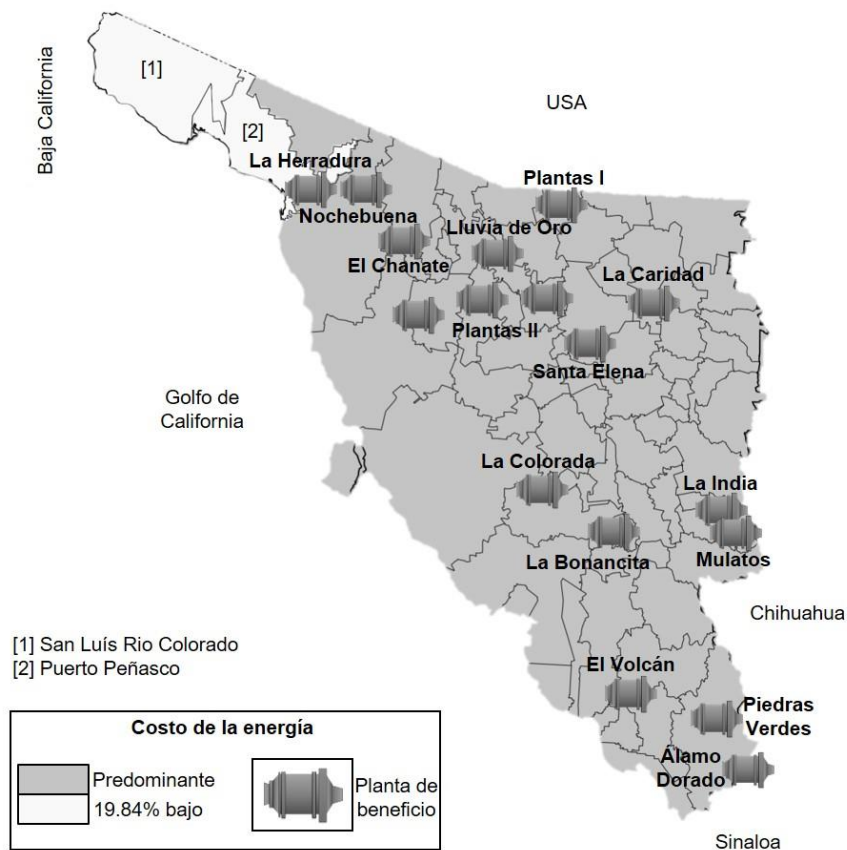 Baja California
[1]
[2]
USA
La Herradura
Plantas I
Nochebuena
Lluvia de Oro
El Chanate
La Caridad
Plantas II
Santa Elena
Golfo de
California
La Colorada
La India
La Bonancita
Mulatos
Chihuahua
[1] San Luís Rio Colorado
[2] Puerto Peñasco
El Volcán
Piedras
Verdes
Álamo
Dorado
Costo de la energía
Predominante
19.84% bajo
Planta de
beneficio
Sinaloa